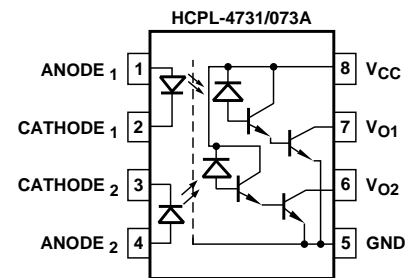 HCPL-4731/073A
ANODE 1 1 8 VCC
CATHODE 1 2 7 VO1
CATHODE 2 3 6 VO2
ANODE 2 4 5 GND